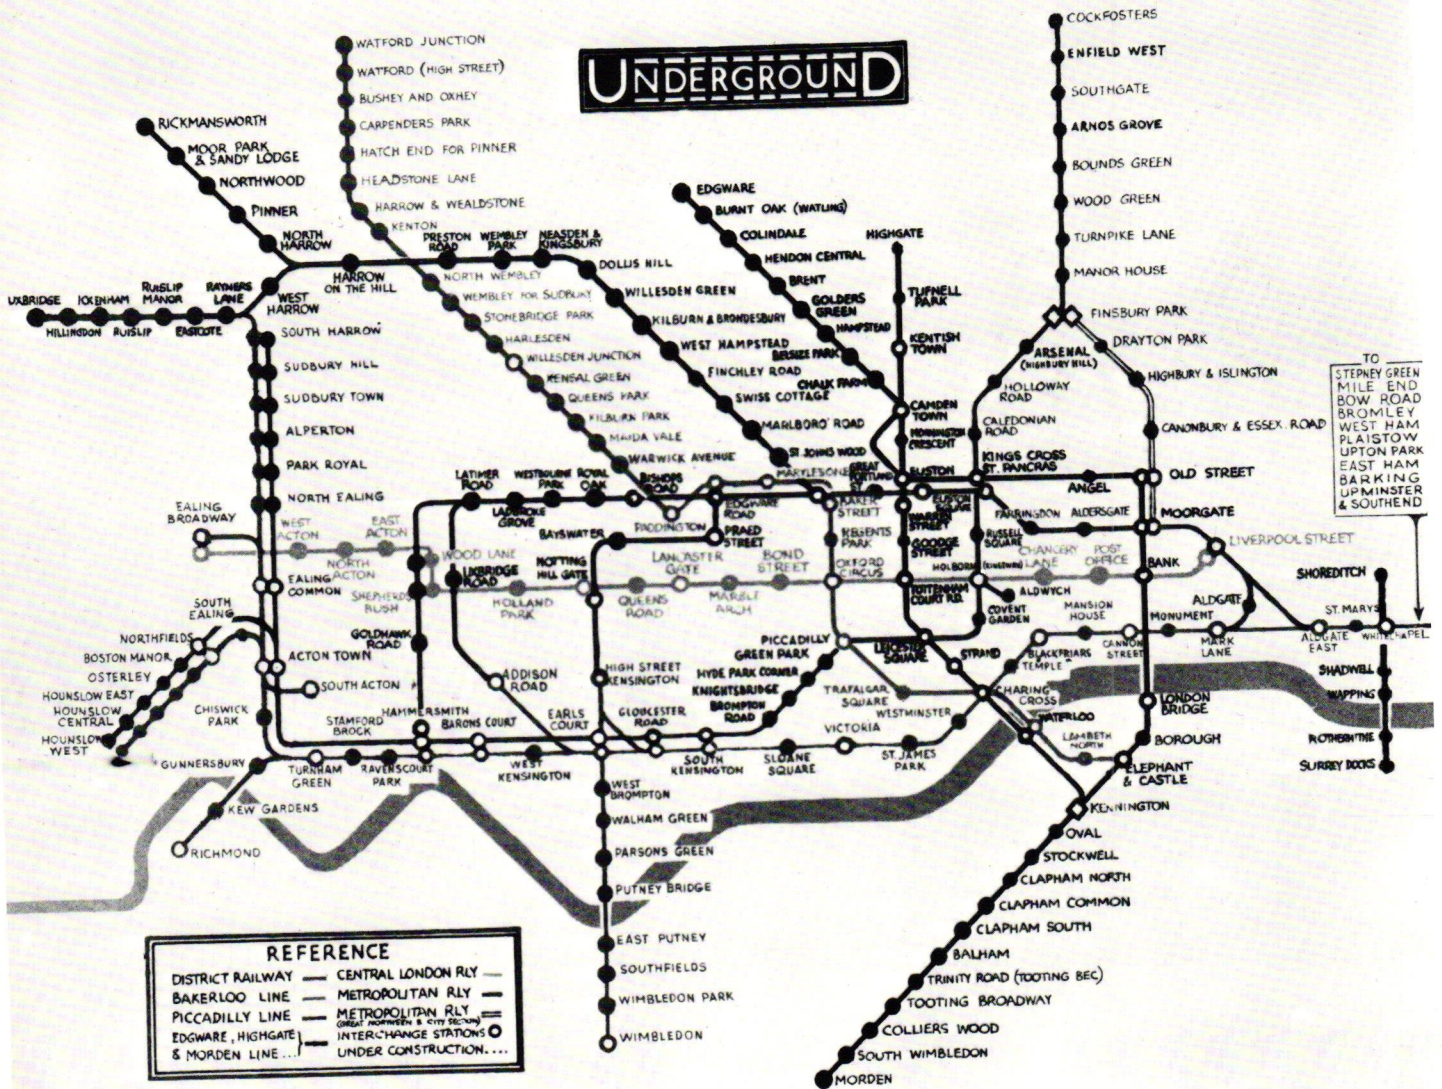 UNDERGROUND
COCKFOSTERS
ENFIELD WEST
SOUTHGATE
ARNOS GROVE
BOUNDS GREEN
WOOD GREEN
TURNPIKE LANE
MANOR HOUSE
FINSBURY PARK
WATFORD JUNCTION
WATFORD (HIGH STREET)
BUSHEY AND OXHEY
CARPENDERS PARK
HATCH END FOR PINNER
HEADSTONE LANE
HARROW & WEALDSTONE
KENTON
NORTH WEMBLEY
WEMBLEY FOR SUDBURY
STONEBRIDGE PARK
HARLESDEN
WILLESDEN JUNCTION
KENSAL GREEN
QUEENS PARK
KILBURN PARK
MAIDA VALE
WARWICK AVENUE
PADDINGTON
RICKMANSWORTH
MOOR PARK
& SANDY LODGE
NORTHWOOD
PINNER
NORTH
HARROW
HARROW
ON THE HILL
PRESTON
ROAD
WEMBLEY
PARK
NEASDEN &
KINGSBURY
DOLLIS HILL
WILLESDEN GREEN
KILBURN & BRONDESBURY
WEST HAMPSTEAD
FINCHLEY ROAD
SWISS COTTAGE
MARLBORO' ROAD
ST. JOHNS WOOD
UXBRIDGE
HILLINGDON
ICKENHAM
RUISLIP
RUISLIP
MANOR
EASTCOTE
RAYNERS
LANE
WEST
HARROW
SOUTH HARROW
SUDBURY HILL
SUDBURY TOWN
ALPERTON
PARK ROYAL
NORTH EALING
EALING
BROADWAY
WEST
ACTON
NORTH
ACTON
EAST
ACTON
WOOD LANE
SHEPHERDS
BUSH
HOLLAND
PARK
NOTTING
HILL GATE
QUEENS
ROAD
LANCASTER
GATE
MARBLE
ARCH
BOND
STREET
OXFORD
CIRCUS
TOTTENHAM
COURT RD.
HOLBORN (KINGSWAY)
CHANCERY
LANE
POST
OFFICE
BANK
LIVERPOOL STREET
EDGWARE
BURNT OAK (WATLING)
COLINDALE
HENDON CENTRAL
BRENT
GOLDERS
GREEN
HAMPSTEAD
BELSIZE PARK
CHALK FARM
CAMDEN
TOWN
HIGHGATE
TUFNELL
PARK
KENTISH
TOWN
MORNINGTON
CRESCENT
EUSTON
WARREN
STREET
GOODGE
STREET
LEICESTER
SQUARE
STRAND
CHARING
CROSS
WATERLOO
ARSENAL
(HIGHBURY HILL)
HOLLOWAY
ROAD
CALEDONIAN
ROAD
KINGS CROSS
ST. PANCRAS
RUSSELL
SQUARE
ALDWYCH
COVENT
GARDEN
DRAYTON PARK
HIGHBURY & ISLINGTON
CANONBURY & ESSEX ROAD
OLD STREET
MOORGATE
ANGEL
FARRINGDON
ALDERSGATE
EUSTON
SQUARE
GREAT
PORTLAND
ST.
BAKER
STREET
MARYLEBONE
EDGWARE
ROAD
PRAED
STREET
BISHOPS
ROAD
ROYAL
OAK
WESTBOURNE
PARK
LADBROKE
GROVE
LATIMER
ROAD
BAYSWATER
UXBRIDGE
ROAD
GOLDHAWK
ROAD
HAMMERSMITH
ADDISON
ROAD
HIGH STREET
KENSINGTON
REGENTS
PARK
PICCADILLY
GREEN PARK
HYDE PARK CORNER
KNIGHTSBRIDGE
BROMPTON
ROAD
TRAFALGAR
SQUARE
EALING
COMMON
SOUTH
EALING
NORTHFIELDS
BOSTON MANOR
OSTERLEY
HOUNSLOW EAST
HOUNSLOW
CENTRAL
HOUNSLOW
WEST
ACTON TOWN
SOUTH ACTON
CHISWICK
PARK
GUNNERSBURY
KEW GARDENS
RICHMOND
TURNHAM
GREEN
STAMFORD
BROOK
RAVENSCOURT
PARK
BARONS COURT
WEST
KENSINGTON
EARLS
COURT
GLOUCESTER
ROAD
SOUTH
KENSINGTON
SLOANE
SQUARE
VICTORIA
ST. JAMES
PARK
WESTMINSTER
TEMPLE
BLACKFRIARS
MANSION
HOUSE
CANNON
STREET
MONUMENT
MARK
LANE
ALDGATE
ALDGATE
EAST
ST. MARYS
WHITECHAPEL
SHOREDITCH
SHADWELL
WAPPING
ROTHERHITHE
SURREY DOCKS
TO
STEPNEY GREEN
MILE END
BOW ROAD
BROMLEY
WEST HAM
PLAISTOW
UPTON PARK
EAST HAM
BARKING
UPMINSTER
& SOUTHEND
WEST
BROMPTON
WALHAM GREEN
PARSONS GREEN
PUTNEY BRIDGE
EAST PUTNEY
SOUTHFIELDS
WIMBLEDON PARK
WIMBLEDON
LAMBETH
NORTH
LONDON
BRIDGE
BOROUGH
ELEPHANT
& CASTLE
KENNINGTON
OVAL
STOCKWELL
CLAPHAM NORTH
CLAPHAM COMMON
CLAPHAM SOUTH
BALHAM
TRINITY ROAD (TOOTING BEC)
TOOTING BROADWAY
COLLIERS WOOD
SOUTH WIMBLEDON
MORDEN
REFERENCE
DISTRICT RAILWAY
BAKERLOO LINE
PICCADILLY LINE
EDGWARE, HIGHGATE
& MORDEN LINE...
CENTRAL LONDON RLY
METROPOLITAN RLY
METROPOLITAN RLY
(GREAT NORTHERN & CITY SECTION)
INTERCHANGE STATIONS
UNDER CONSTRUCTION....